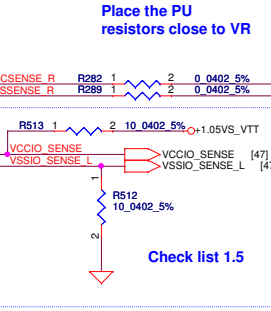 Place the PU
resistors close to VR
CSENSE_R R282 1 2 0_0402_5%
SSENSE_R R289 1 2 0_0402_5%
R513 1 2 10_0402_5% +1.05VS_VTT
VCCIO_SENSE VCCIO_SENSE [47]
VSSIO_SENSE_L VSSIO_SENSE_L [47
1
R512
10_0402_5%
2
Check list 1.5